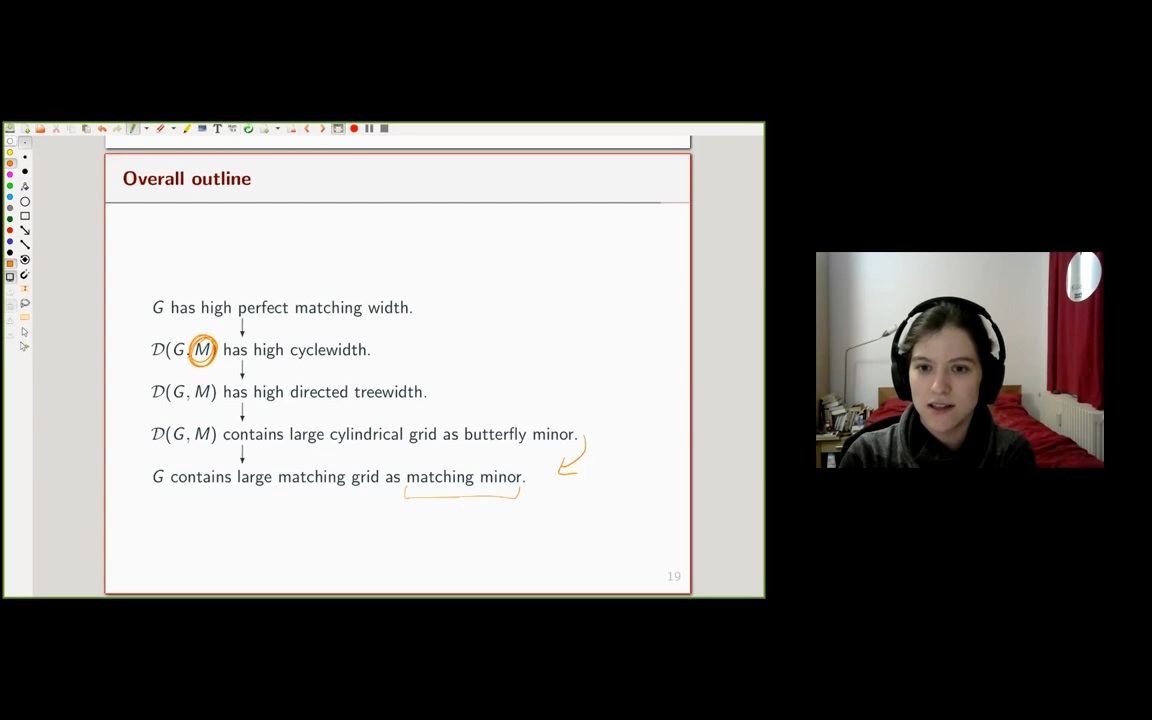 Overall outline
G has high perfect matching width.
D(G, M) has high cyclewidth.
D(G, M) has high directed treewidth.
D(G, M) contains large cylindrical grid as butterfly minor.
G contains large matching grid as matching minor.
19